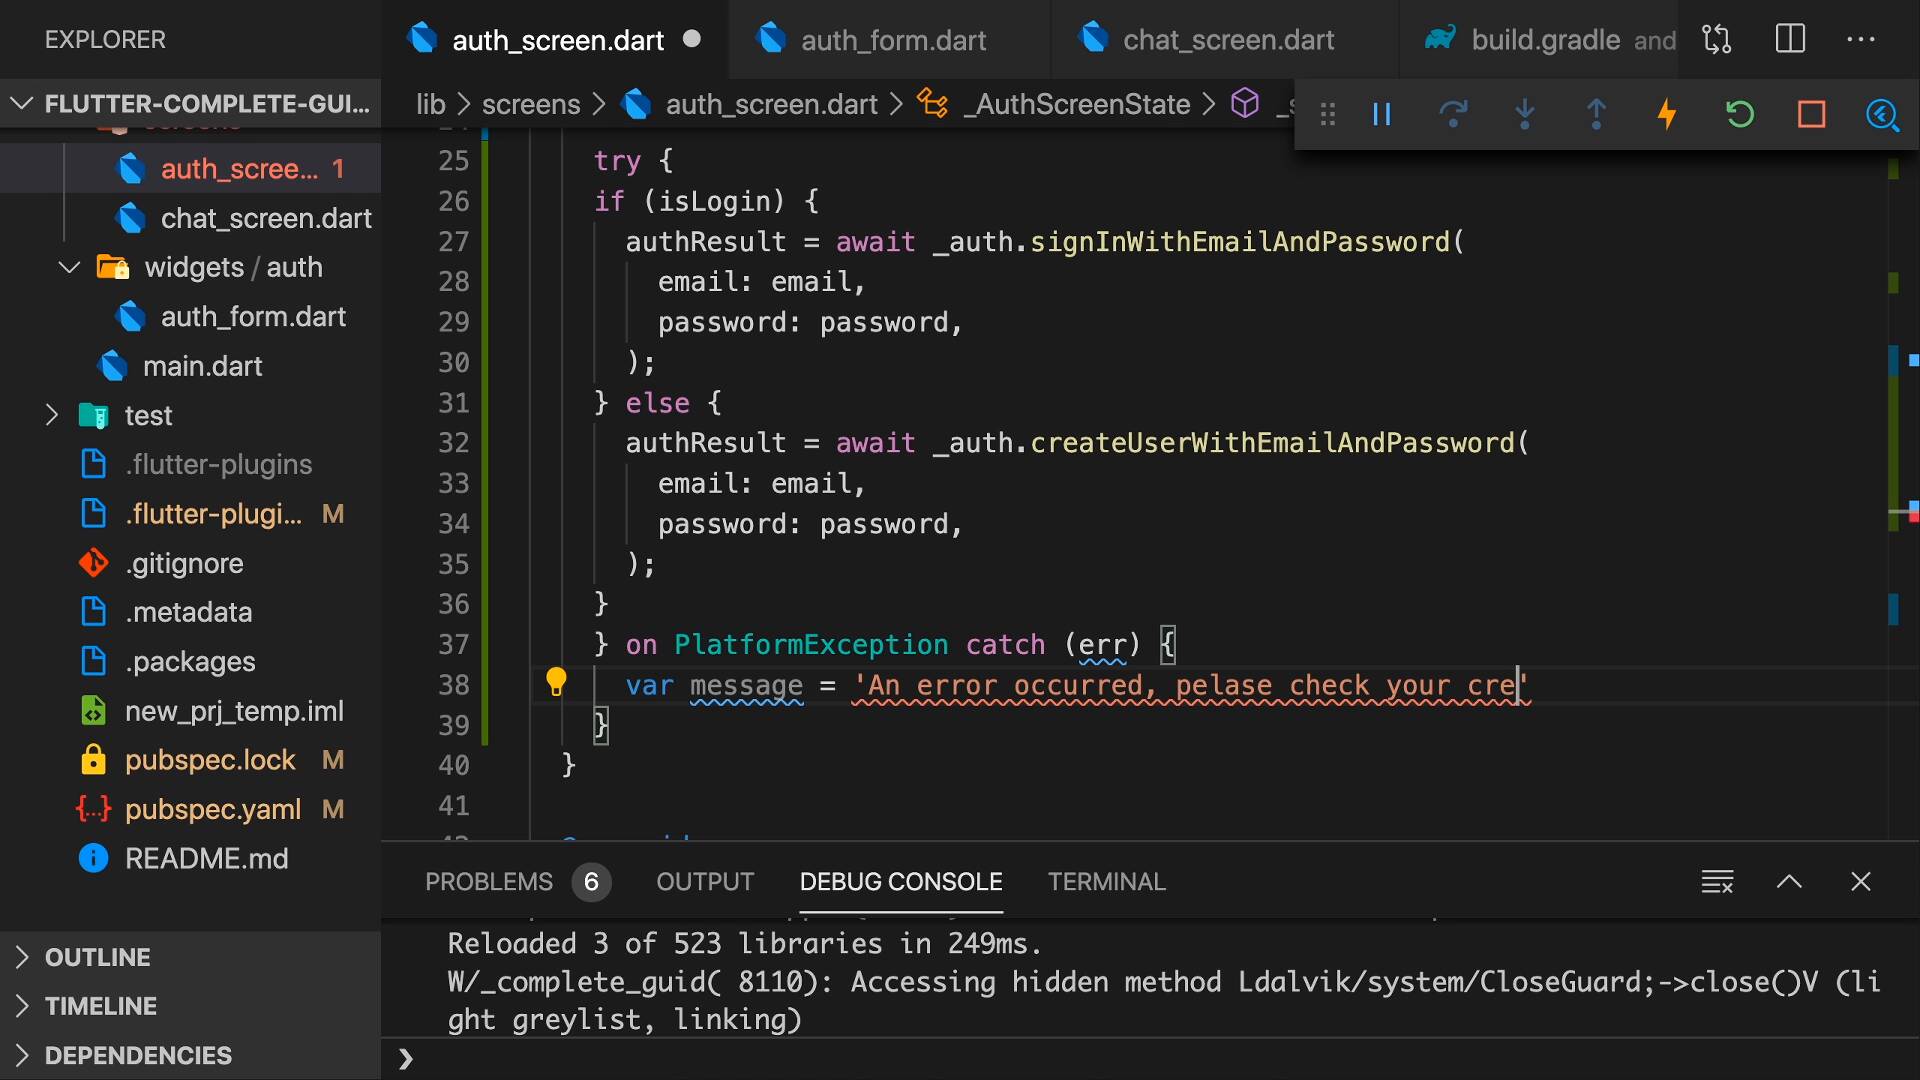 EXPLORER
auth_screen.dart
auth_form.dart
chat_screen.dart
build.gradle and
FLUTTER-COMPLETE-GUI...
lib > screens > auth_screen.dart > _AuthScreenState >
screens
auth_scree... 1
chat_screen.dart
widgets / auth
auth_form.dart
main.dart
test
.flutter-plugins
.flutter-plugi... M
.gitignore
.metadata
.packages
new_prj_temp.iml
pubspec.lock M
pubspec.yaml M
README.md
OUTLINE
TIMELINE
DEPENDENCIES
25 try {
26 if (isLogin) {
27 authResult = await _auth.signInWithEmailAndPassword(
28 email: email,
29 password: password,
30 );
31 } else {
32 authResult = await _auth.createUserWithEmailAndPassword(
33 email: email,
34 password: password,
35 );
36 }
37 } on PlatformException catch (err) {
38 var message = 'An error occurred, pelase check your cre'
39 }
40 }
41
PROBLEMS 6 OUTPUT DEBUG CONSOLE TERMINAL
Reloaded 3 of 523 libraries in 249ms.
W/_complete_guid( 8110): Accessing hidden method Ldalvik/system/CloseGuard;->close()V (li
ght greylist, linking)